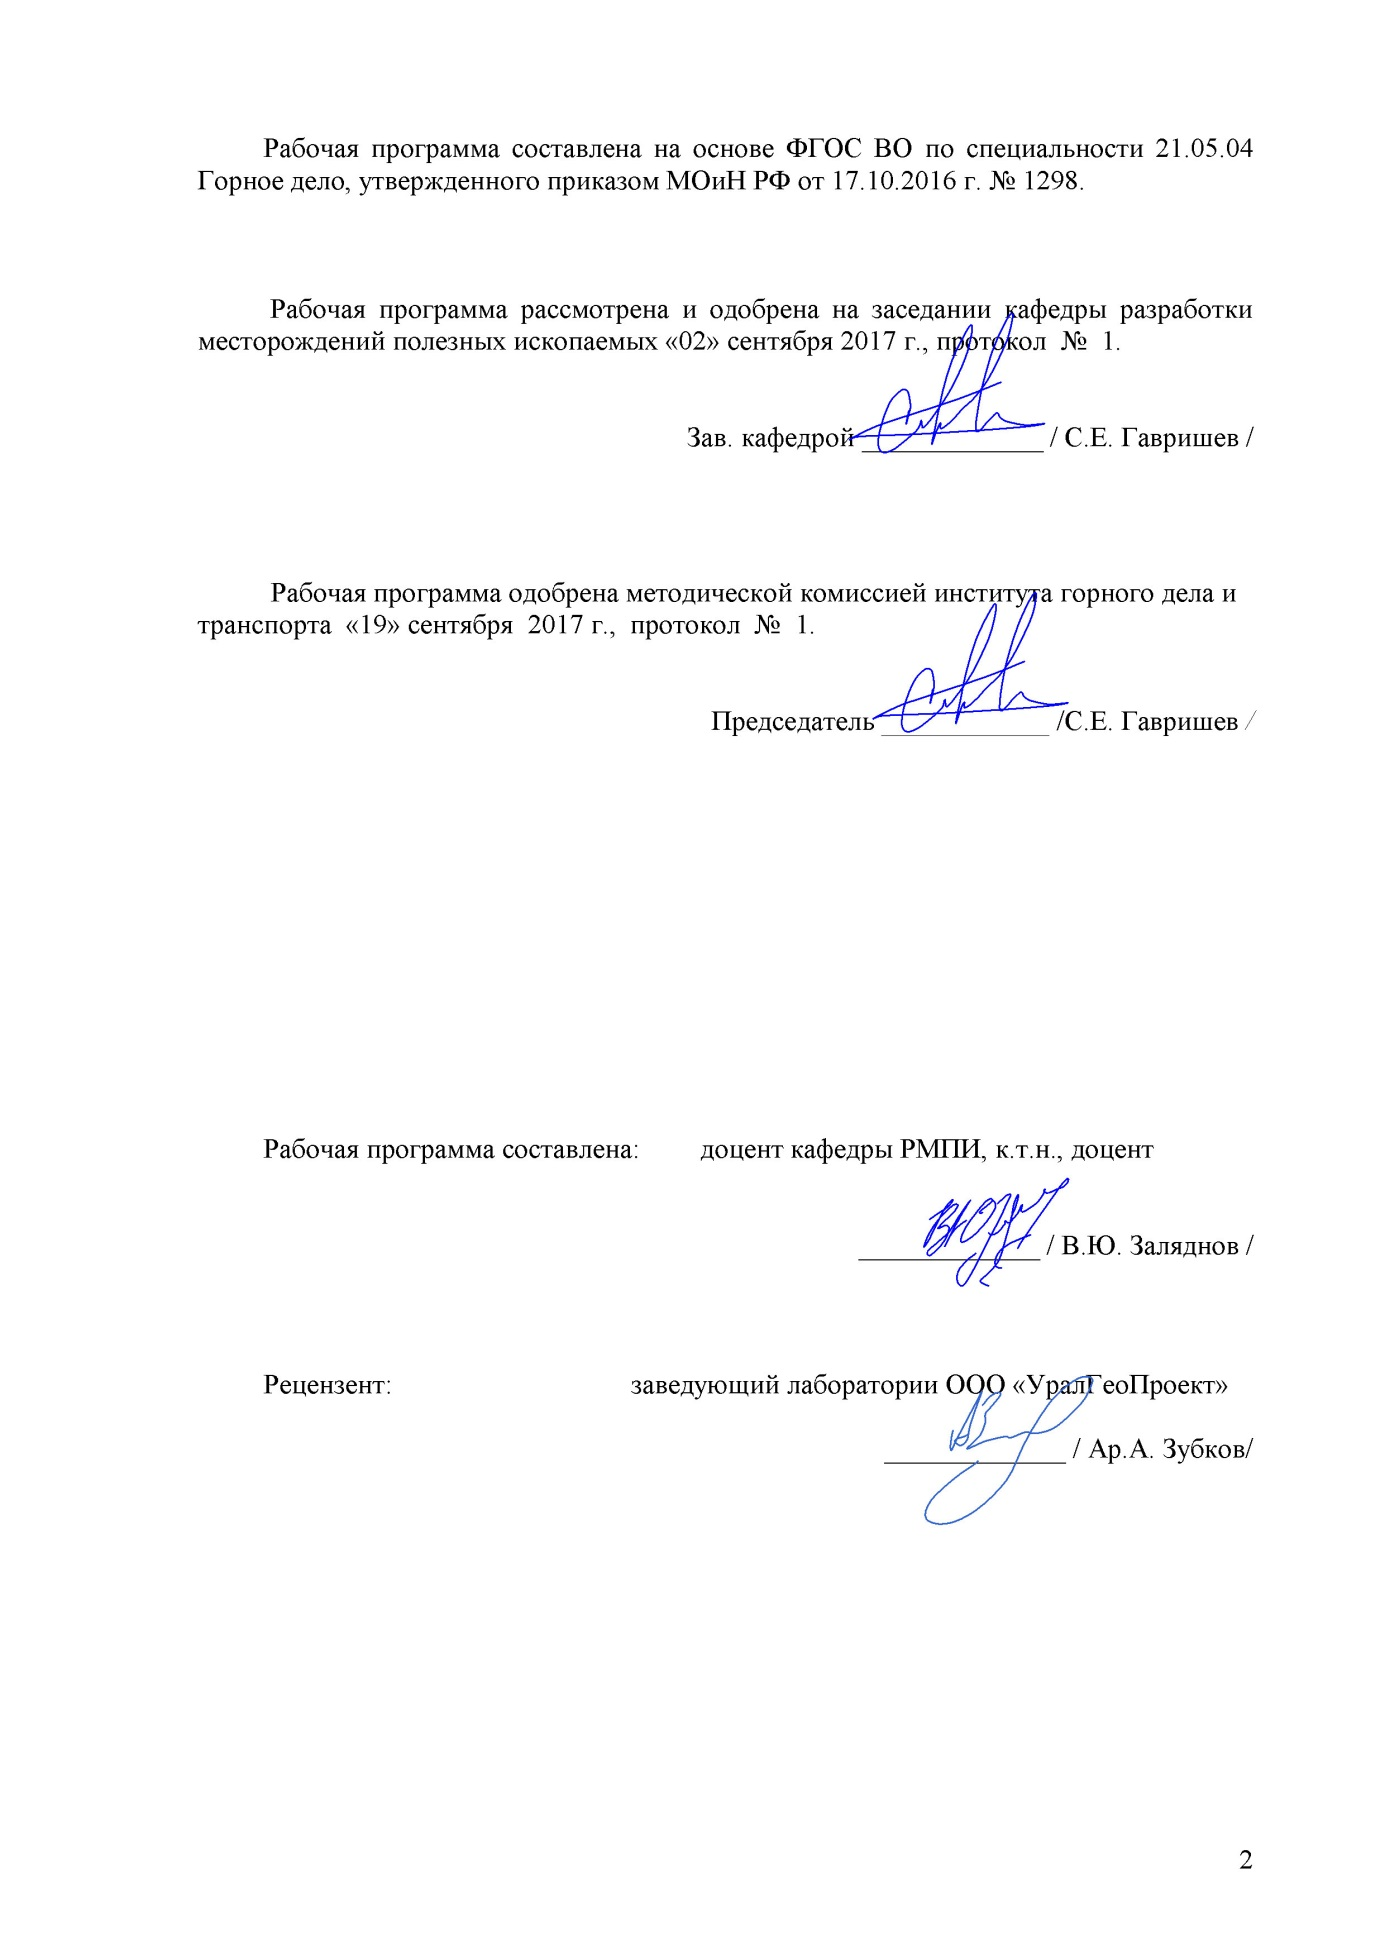 Рабочая программа составлена на основе ФГОС ВО по специальности 21.05.04
Горное дело, утвержденного приказом МОиН РФ от 17.10.2016 г. № 1298.
Рабочая программа рассмотрена и одобрена на заседании кафедры разработки
месторождений полезных ископаемых «02» сентября 2017 г., протокол № 1.
Зав. кафедрой _____________ / С.Е. Гавришев /
Рабочая программа одобрена методической комиссией института горного дела и
транспорта «19» сентября 2017 г., протокол № 1.
Председатель ____________ /С.Е. Гавришев /
Рабочая программа составлена: доцент кафедры РМПИ, к.т.н., доцент
_____________ / В.Ю. Заляднов /
Рецензент: заведующий лаборатории ООО «УралГеоПроект»
_____________ / Ар.А. Зубков/
2